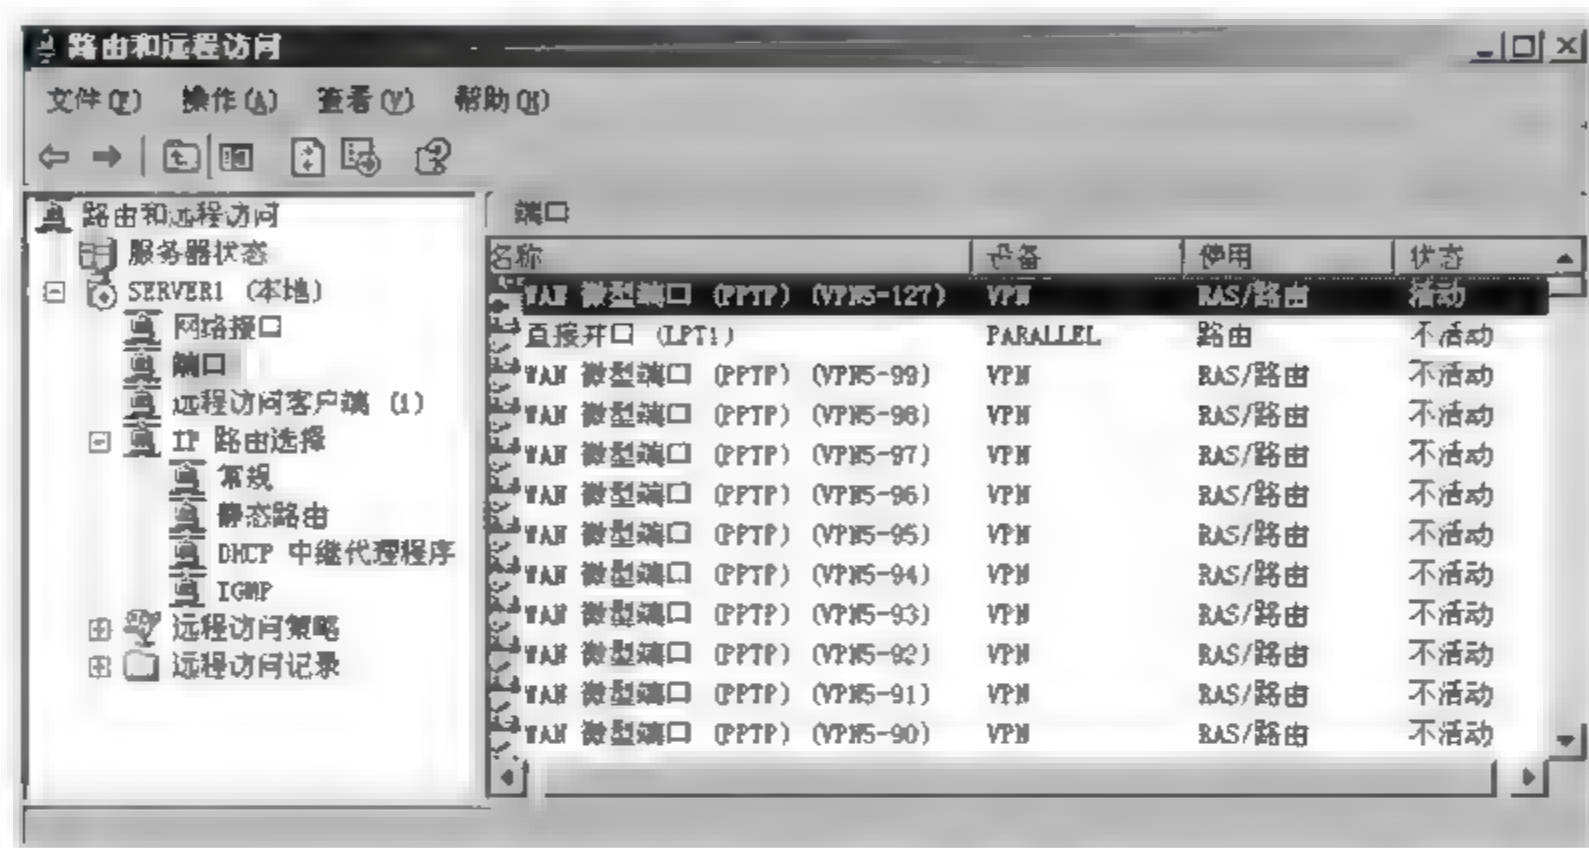 路由和远程访问
文件(F) 操作(A) 查看(V) 帮助(H)
路由和远程访问
服务器状态
SERVER1 (本地)
网络接口
端口
远程访问客户端 (1)
IP 路由选择
常规
静态路由
DHCP 中继代理程序
IGMP
远程访问策略
远程访问记录
端口
名称 设备 使用 状态
WAN 微型端口 (PPTP) (VPN5-127) VPN RAS/路由 活动
直接并口 (LPT1) PARALLEL 路由 不活动
WAN 微型端口 (PPTP) (VPN5-99) VPN RAS/路由 不活动
WAN 微型端口 (PPTP) (VPN5-98) VPN RAS/路由 不活动
WAN 微型端口 (PPTP) (VPN5-97) VPN RAS/路由 不活动
WAN 微型端口 (PPTP) (VPN5-96) VPN RAS/路由 不活动
WAN 微型端口 (PPTP) (VPN5-95) VPN RAS/路由 不活动
WAN 微型端口 (PPTP) (VPN5-94) VPN RAS/路由 不活动
WAN 微型端口 (PPTP) (VPN5-93) VPN RAS/路由 不活动
WAN 微型端口 (PPTP) (VPN5-92) VPN RAS/路由 不活动
WAN 微型端口 (PPTP) (VPN5-91) VPN RAS/路由 不活动
WAN 微型端口 (PPTP) (VPN5-90) VPN RAS/路由 不活动